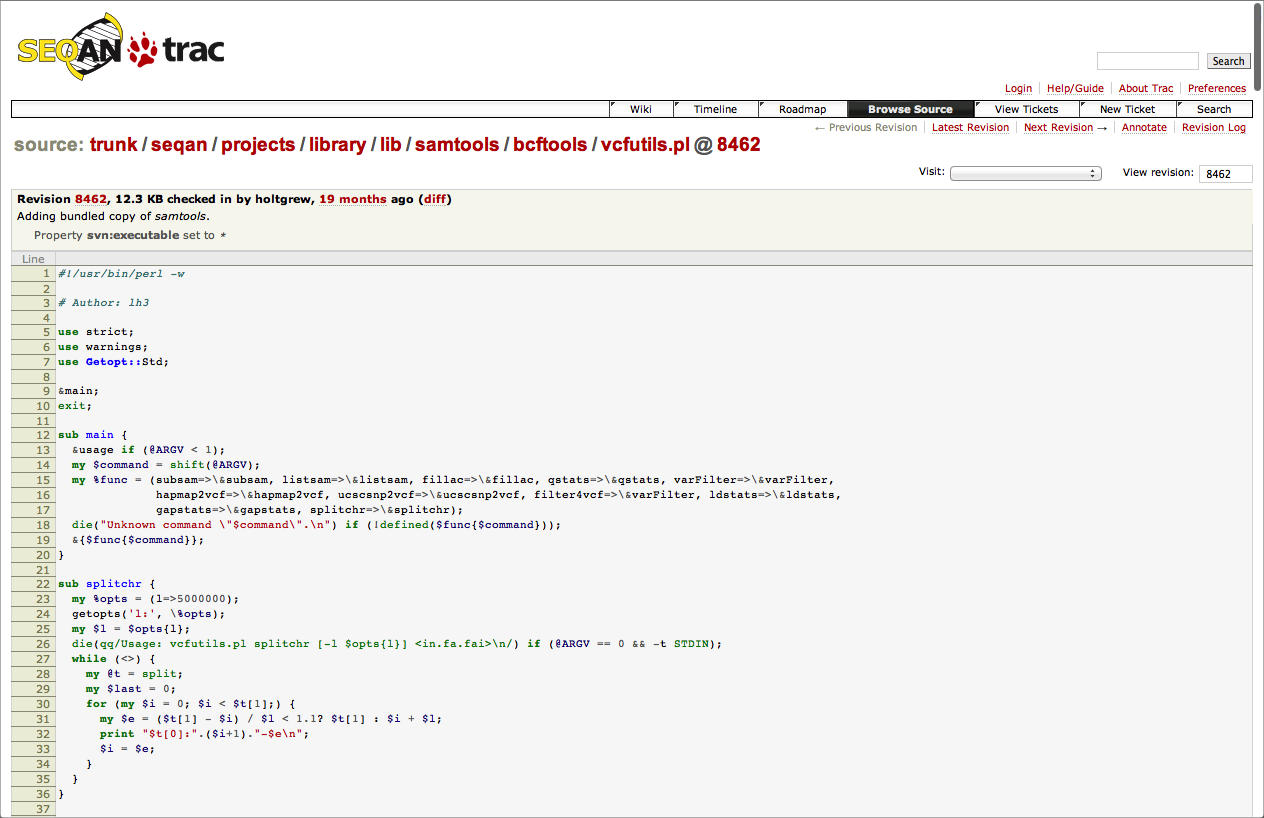 SEQAN trac
Search
Login Help/Guide About Trac Preferences
Wiki Timeline Roadmap Browse Source View Tickets New Ticket Search
← Previous Revision Latest Revision Next Revision → Annotate Revision Log
source: trunk / seqan / projects / library / lib / samtools / bcftools / vcfutils.pl @ 8462
Visit: View revision: 8462
Revision 8462, 12.3 KB checked in by holtgrew, 19 months ago (diff)
Adding bundled copy of samtools.
Property svn:executable set to *
Line
1 #!/usr/bin/perl -w
2
3 # Author: lh3
4
5 use strict;
6 use warnings;
7 use Getopt::Std;
8
9 &main;
10 exit;
11
12 sub main {
13   &usage if (@ARGV < 1);
14   my $command = shift(@ARGV);
15   my %func = (subsam=>\&subsam, listsam=>\&listsam, fillac=>\&fillac, qstats=>\&qstats, varFilter=>\&varFilter,
16               hapmap2vcf=>\&hapmap2vcf, ucscsnp2vcf=>\&ucscsnp2vcf, filter4vcf=>\&varFilter, ldstats=>\&ldstats,
17               gapstats=>\&gapstats, splitchr=>\&splitchr);
18   die("Unknown command \"$command\".\n") if (!defined($func{$command}));
19   &{$func{$command}};
20 }
21
22 sub splitchr {
23   my %opts = (l=>5000000);
24   getopts('l:', \%opts);
25   my $l = $opts{l};
26   die(qq/Usage: vcfutils.pl splitchr [-l $opts{l}] <in.fa.fai>\n/) if (@ARGV == 0 && -t STDIN);
27   while (<>) {
28     my @t = split;
29     my $last = 0;
30     for (my $i = 0; $i < $t[1];) {
31       my $e = ($t[1] - $i) / $l < 1.1? $t[1] : $i + $l;
32       print "$t[0]:".($i+1)."-$e\n";
33       $i = $e;
34     }
35   }
36 }
37